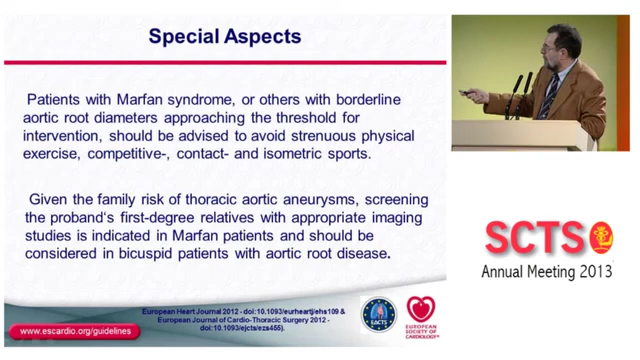 Special Aspects
Patients with Marfan syndrome, or others with borderline
aortic root diameters approaching the threshold for
intervention, should be advised to avoid strenuous physical
exercise, competitive-, contact- and isometric sports.
Given the family risk of thoracic aortic aneurysms, screening
the proband's first-degree relatives with appropriate imaging
studies is indicated in Marfan patients and should be
considered in bicuspid patients with aortic root disease.
European Heart Journal 2012 - doi:10.1093/eurheartj/ehs109 &
European Journal of Cardio-Thoracic Surgery 2012 -
doi:10.1093/ejcts/ezs455).
www.escardio.org/guidelines
EACTS
EUROPEAN
SOCIETY OF
CARDIOLOGY
SCTS
Annual Meeting 2013